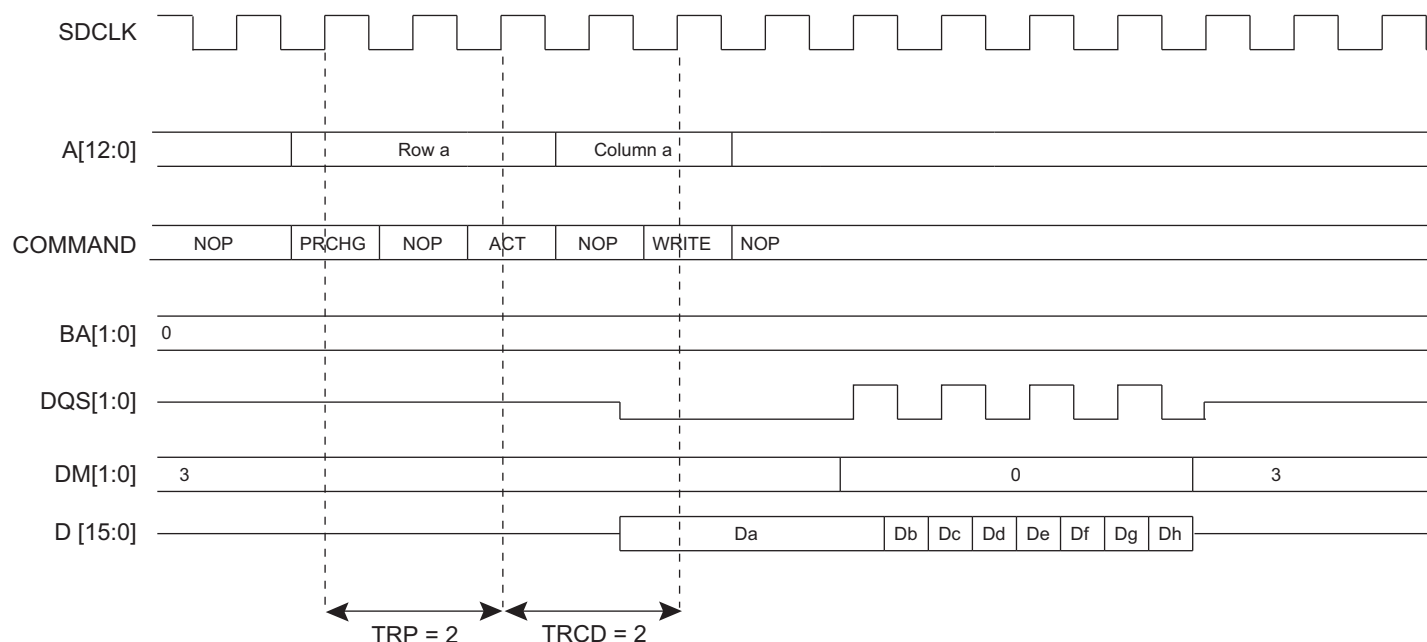 SDCLK
A[12:0] Row a Column a
COMMAND NOP PRCHG NOP ACT NOP WRITE NOP
BA[1:0] 0
DQS[1:0]
DM[1:0] 3 0 3
D [15:0] Da Db Dc Dd De Df Dg Dh
TRP = 2 TRCD = 2